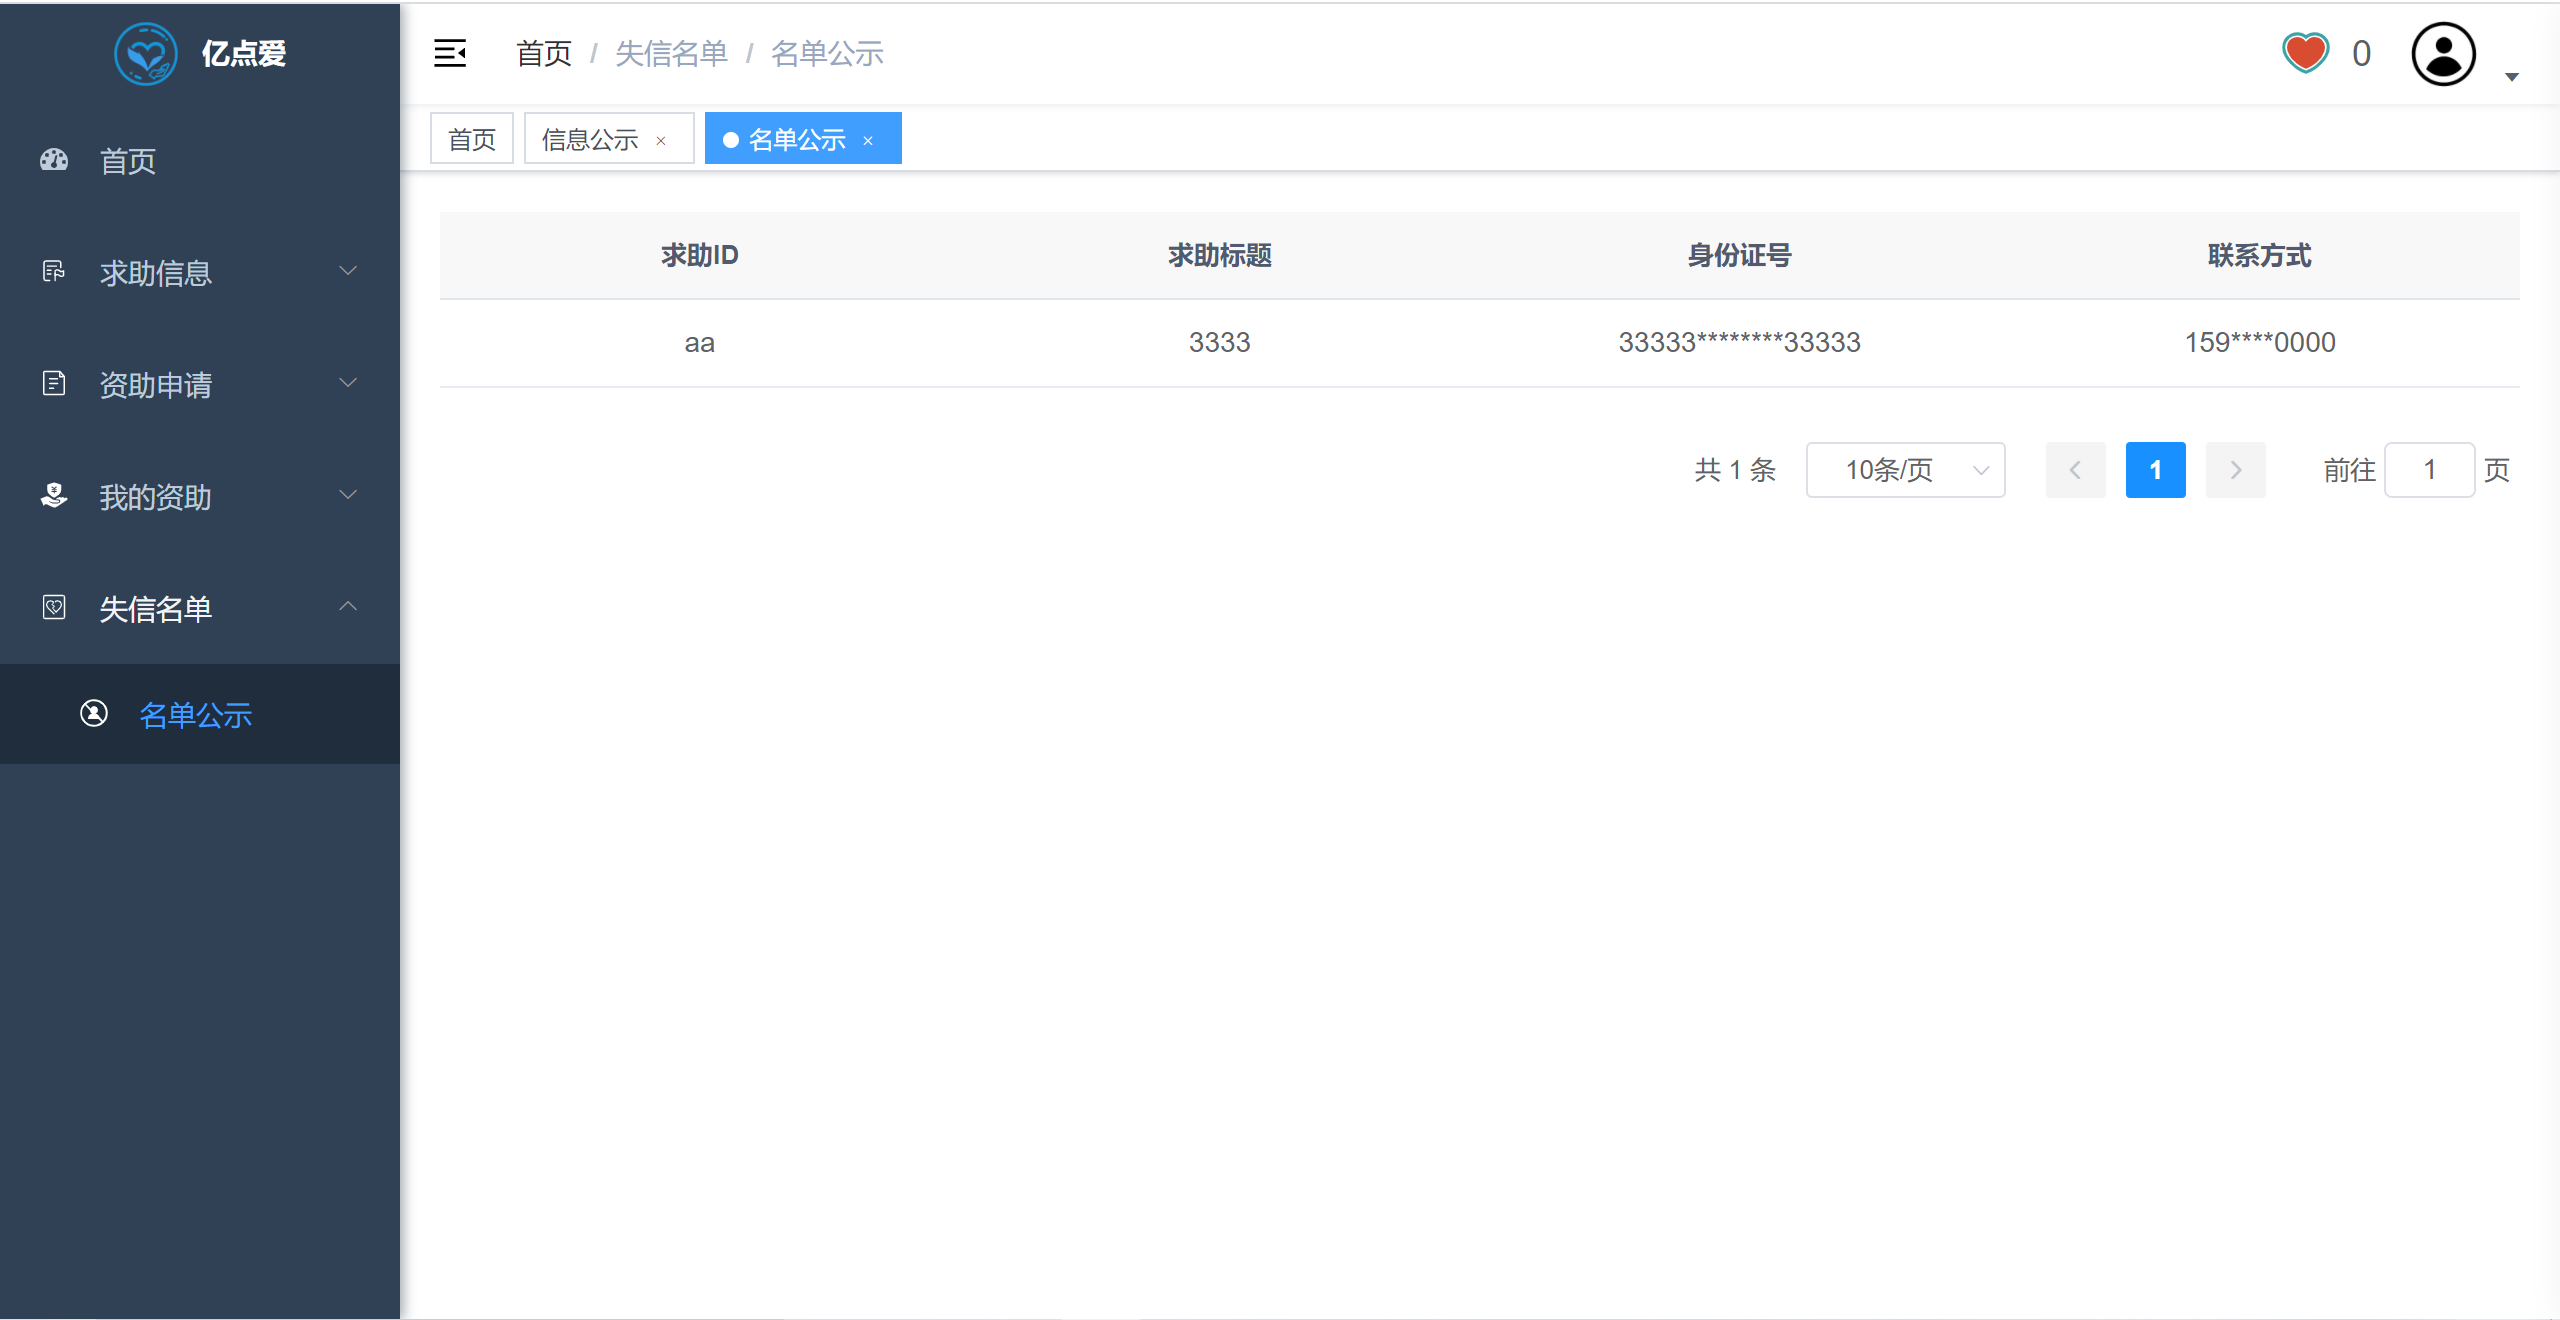 亿点爱
首页
求助信息
资助申请
我的资助
失信名单
名单公示
首页 / 失信名单 / 名单公示
0
首页 信息公示 × 名单公示 ×
求助ID 求助标题 身份证号 联系方式
aa 3333 33333********33333 159****0000
共 1 条 10条/页 1 前往 1 页